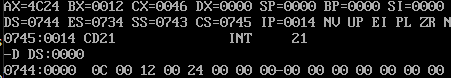 AX=4C24 BX=0012 CX=0046 DX=0000 SP=0000 BP=0000 SI=0000
DS=0744 ES=0734 SS=0743 CS=0745 IP=0014 NV UP EI PL ZR N
0745:0014 CD21 INT 21
-D DS:0000
0744:0000 0C 00 12 00 24 00 00 00-00 00 00 00 00 00